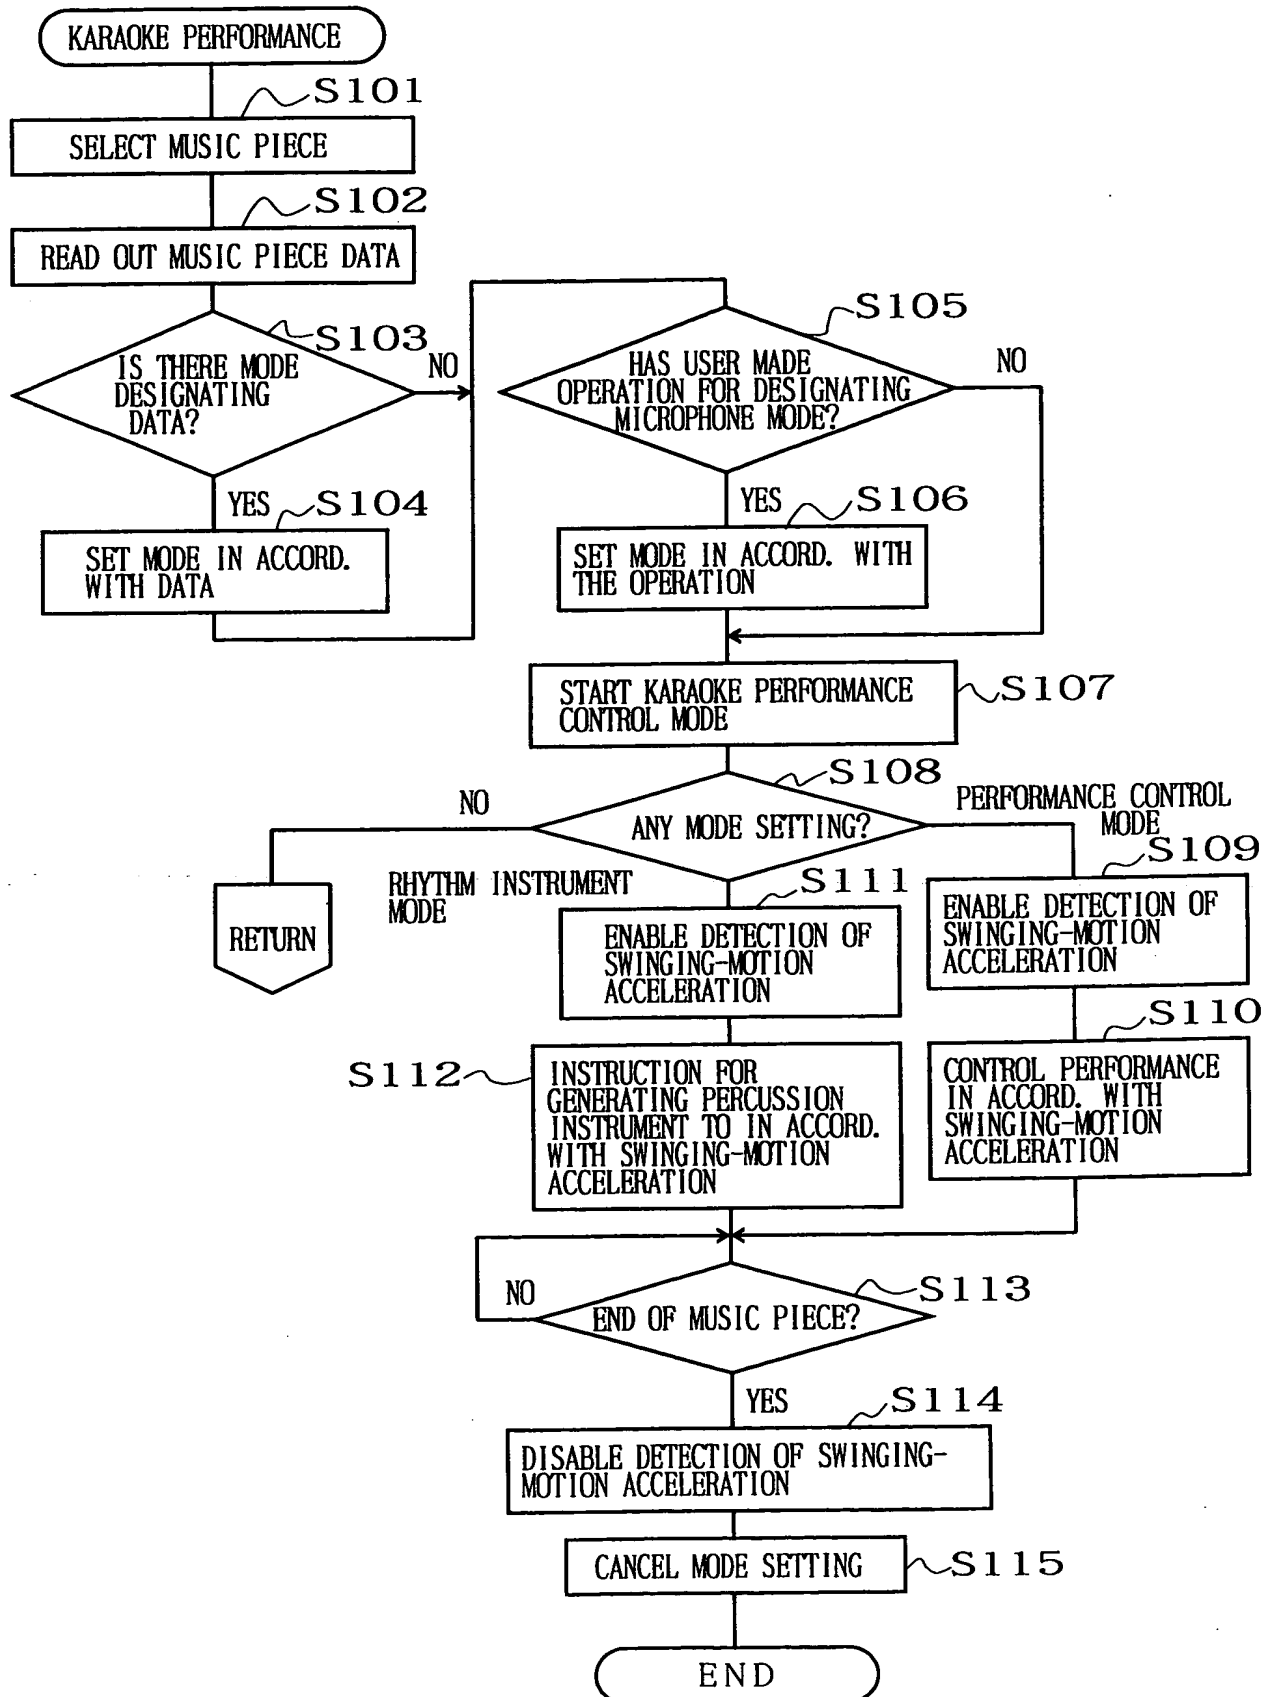 KARAOKE PERFORMANCE
S101
SELECT MUSIC PIECE
S102
READ OUT MUSIC PIECE DATA
S103
IS THERE MODE
DESIGNATING
DATA?
NO
YES
S104
SET MODE IN ACCORD.
WITH DATA
S105
HAS USER MADE
OPERATION FOR DESIGNATING
MICROPHONE MODE?
NO
YES
S106
SET MODE IN ACCORD. WITH
THE OPERATION
START KARAOKE PERFORMANCE
CONTROL MODE
S107
S108
ANY MODE SETTING?
NO
RETURN
PERFORMANCE CONTROL
MODE
S109
ENABLE DETECTION OF
SWINGING-MOTION
ACCELERATION
S110
CONTROL PERFORMANCE
IN ACCORD. WITH
SWINGING-MOTION
ACCELERATION
RHYTHM INSTRUMENT
MODE
S111
ENABLE DETECTION OF
SWINGING-MOTION
ACCELERATION
S112
INSTRUCTION FOR
GENERATING PERCUSSION
INSTRUMENT TO IN ACCORD.
WITH SWINGING-MOTION
ACCELERATION
S113
END OF MUSIC PIECE?
NO
YES
S114
DISABLE DETECTION OF SWINGING-
MOTION ACCELERATION
CANCEL MODE SETTING
S115
END